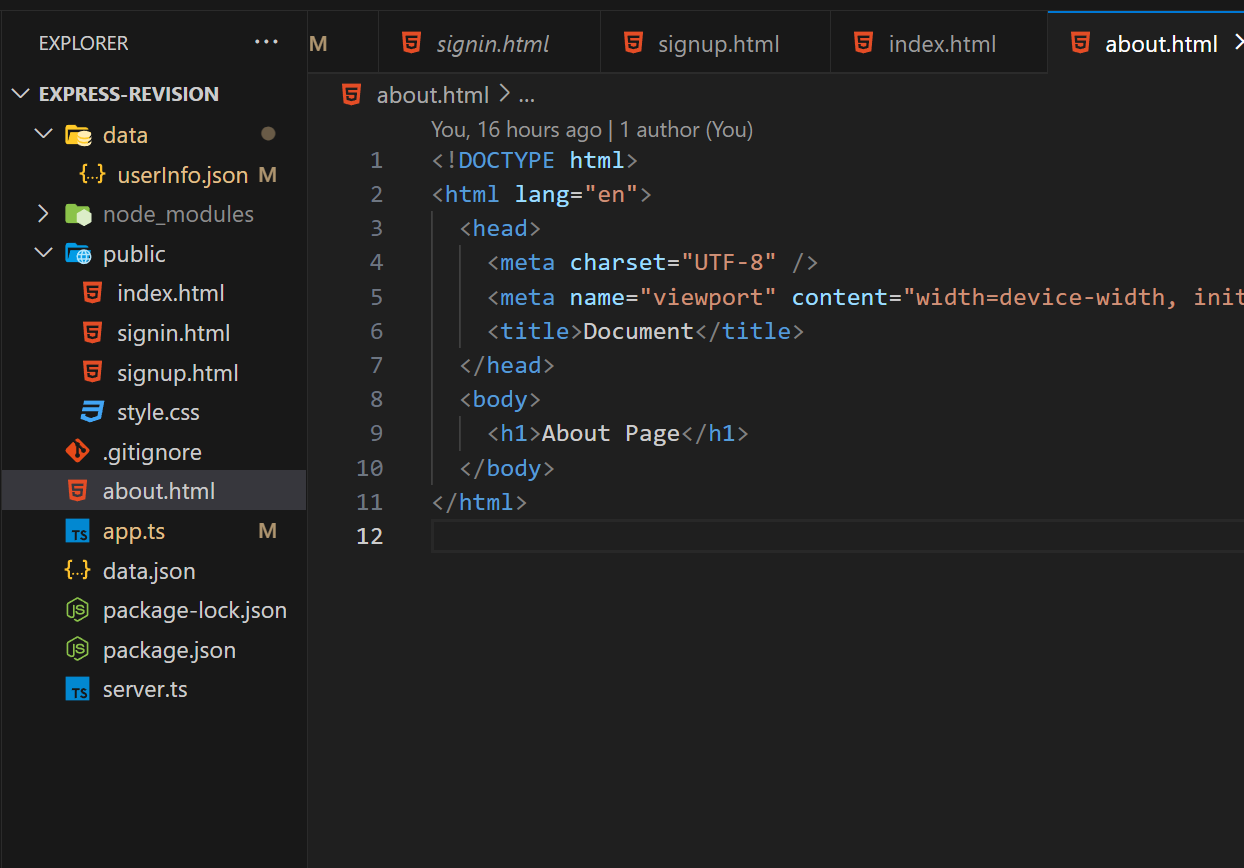 EXPLORER ...
EXPRESS-REVISION
data
userInfo.json M
node_modules
public
index.html
signin.html
signup.html
style.css
.gitignore
about.html
app.ts M
data.json
package-lock.json
package.json
server.ts
M signin.html signup.html index.html about.html
about.html > ...
You, 16 hours ago | 1 author (You)
1 <!DOCTYPE html>
2 <html lang="en">
3 <head>
4 <meta charset="UTF-8" />
5 <meta name="viewport" content="width=device-width, init
6 <title>Document</title>
7 </head>
8 <body>
9 <h1>About Page</h1>
10 </body>
11 </html>
12